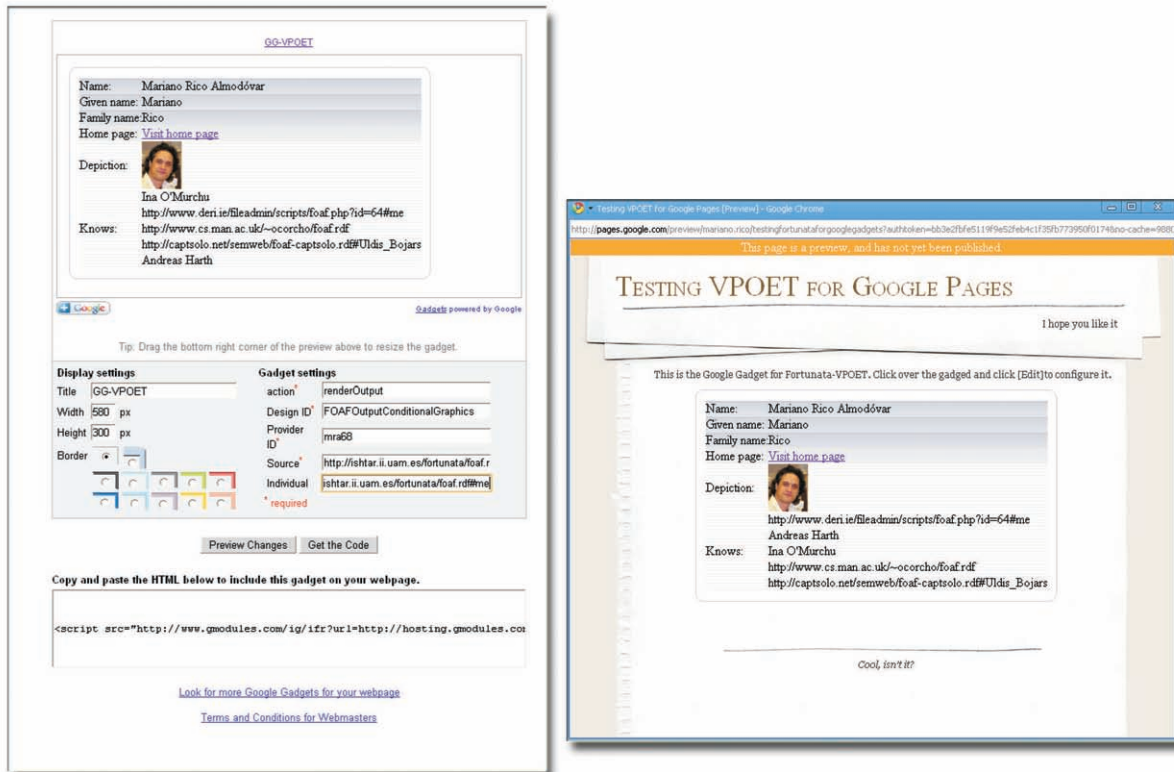 GG-VPOET
Name: Mariano Rico Almodóvar
Given name: Mariano
Family name: Rico
Home page: Visit home page
Depiction:
Ina O'Murchu
http://www.deri.ie/fileadmin/scripts/foaf.php?id=64#me
Knows: http://www.cs.man.ac.uk/~ocorcho/foaf.rdf
http://captsolo.net/semweb/foaf-captsolo.rdf#Uldis_Bojars
Andreas Harth
Google
Gadgets powered by Google
Tip: Drag the bottom right corner of the preview above to resize the gadget.
Display settings
Title GG-VPOET
Width 580 px
Height 300 px
Border
Gadget settings
action* renderOutput
Design ID* FOAFOutputConditionalGraphics
Provider
ID* mra68
Source* http://ishtar.ii.uam.es/fortunata/foaf.r
Individual ishtar.ii.uam.es/fortunata/foaf.rdf#me
* required
Preview Changes Get the Code
Copy and paste the HTML below to include this gadget on your webpage.
<script src="http://www.gmodules.com/ig/ifr?url=http://hosting.gmodules.co
Look for more Google Gadgets for your webpage
Terms and Conditions for Webmasters
Testing VPOET for Google Pages [Preview] - Google Chrome
http://pages.google.com/preview/mariano.rico/testingfortunataforgooglegadgets?authtoken=
This page is a preview, and has not yet been published.
TESTING VPOET FOR GOOGLE PAGES
I hope you like it
This is the Google Gadget for Fortunata-VPOET. Click over the gadged and click [Edit]to configure it.
Name: Mariano Rico Almodóvar
Given name: Mariano
Family name: Rico
Home page: Visit home page
Depiction:
http://www.deri.ie/fileadmin/scripts/foaf.php?id=64#me
Andreas Harth
Knows: Ina O'Murchu
http://www.cs.man.ac.uk/~ocorcho/foaf.rdf
http://captsolo.net/semweb/foaf-captsolo.rdf#Uldis_Bojars
Cool, isn't it?